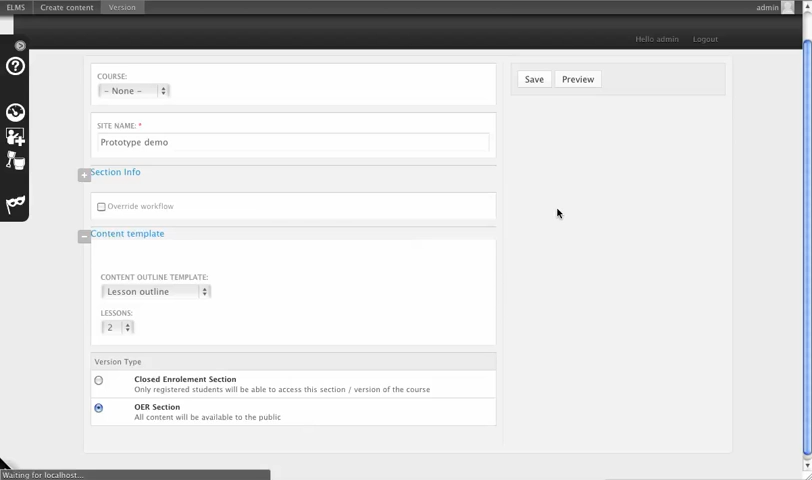 ELMS Create content Version admin
Hello admin Logout
COURSE:
- None -
Save Preview
SITE NAME: *
Prototype demo
+ Section Info
Override workflow
− Content template
CONTENT OUTLINE TEMPLATE:
Lesson outline
LESSONS:
2
Version Type
Closed Enrolement Section
Only registered students will be able to access this section / version of the course
OER Section
All content will be available to the public
Waiting for localhost...